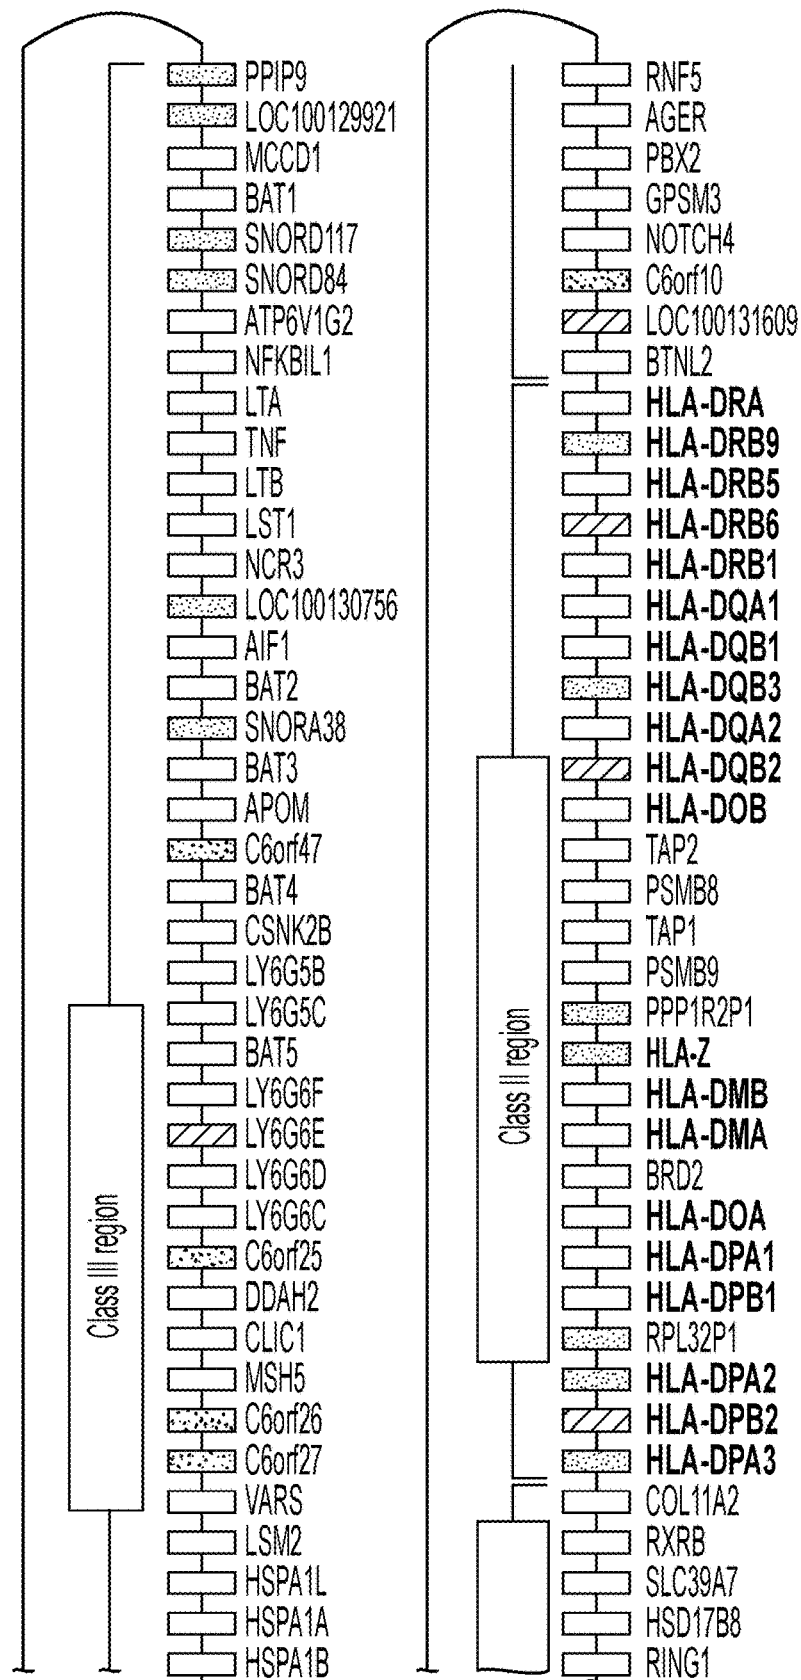 PPIP9
LOC100129921
MCCD1
BAT1
SNORD117
SNORD84
ATP6V1G2
NFKBIL1
LTA
TNF
LTB
LST1
NCR3
LOC100130756
AIF1
BAT2
SNORA38
BAT3
APOM
C6orf47
BAT4
CSNK2B
LY6G5B
LY6G5C
BAT5
LY6G6F
LY6G6E
LY6G6D
LY6G6C
C6orf25
DDAH2
CLIC1
MSH5
C6orf26
C6orf27
VARS
LSM2
HSPA1L
HSPA1A
HSPA1B
Class III region
RNF5
AGER
PBX2
GPSM3
NOTCH4
C6orf10
LOC100131609
BTNL2
HLA-DRA
HLA-DRB9
HLA-DRB5
HLA-DRB6
HLA-DRB1
HLA-DQA1
HLA-DQB1
HLA-DQB3
HLA-DQA2
HLA-DQB2
HLA-DOB
TAP2
PSMB8
TAP1
PSMB9
PPP1R2P1
HLA-Z
HLA-DMB
HLA-DMA
BRD2
HLA-DOA
HLA-DPA1
HLA-DPB1
RPL32P1
HLA-DPA2
HLA-DPB2
HLA-DPA3
COL11A2
RXRB
SLC39A7
HSD17B8
RING1
Class II region